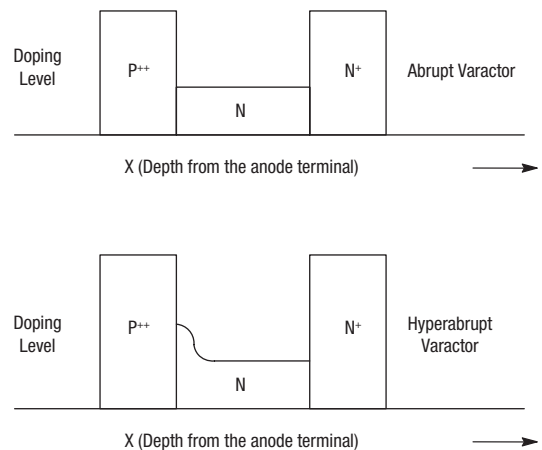 Doping
Level
P++
N
N+
Abrupt Varactor
X (Depth from the anode terminal)
Doping
Level
P++
N
N+
Hyperabrupt
Varactor
X (Depth from the anode terminal)